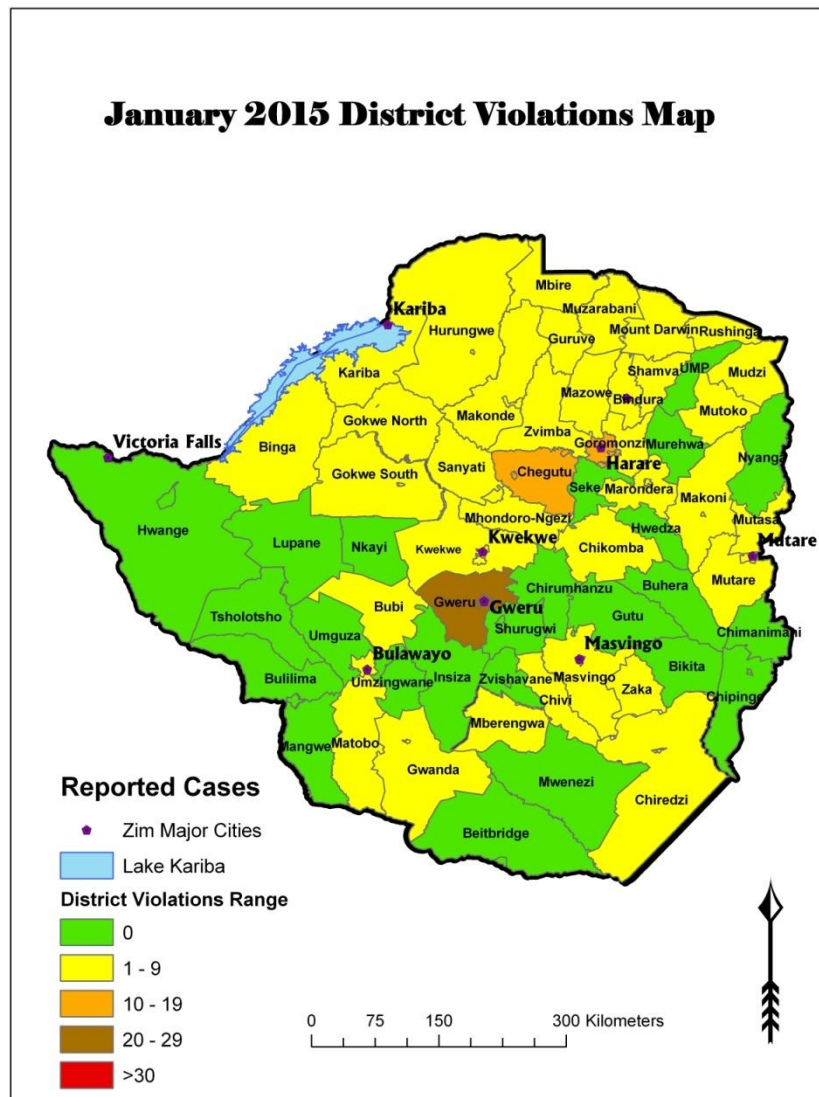 January 2015 District Violations Map
Mbire
Kariba
Muzarabani
Hurungwe
Mount Darwin
Rushinga
Guruve
UMP
Shamva
Kariba
Mudzi
Mazowe
Bindura
Mutoko
Makonde
Gokwe North
Zvimba
Goromonzi
Murehwa
Victoria Falls
Binga
Harare
Nyanga
Sanyati
Gokwe South
Chegutu
Seke
Marondera
Makoni
Mhondoro-Ngezi
Mutasa
Hwange
Hwedza
Kwekwe
Mutare
Lupane
Nkayi
Kwekwe
Chikomba
Mutare
Gweru
Chirumhanzu
Buhera
Gweru
Tsholotsho
Bubi
Gutu
Umguza
Shurugwi
Chimanimani
Masvingo
Bulawayo
Bikita
Bulilima
Umzingwane
Insiza
Zvishavane
Masvingo
Zaka
Chivi
Chipinge
Mberengwa
Mangwe
Matobo
Gwanda
Mwenezi
Chiredzi
Beitbridge
Reported Cases
Zim Major Cities
Lake Kariba
District Violations Range
0
1 - 9
10 - 19
20 - 29
>30
0 75 150 300 Kilometers